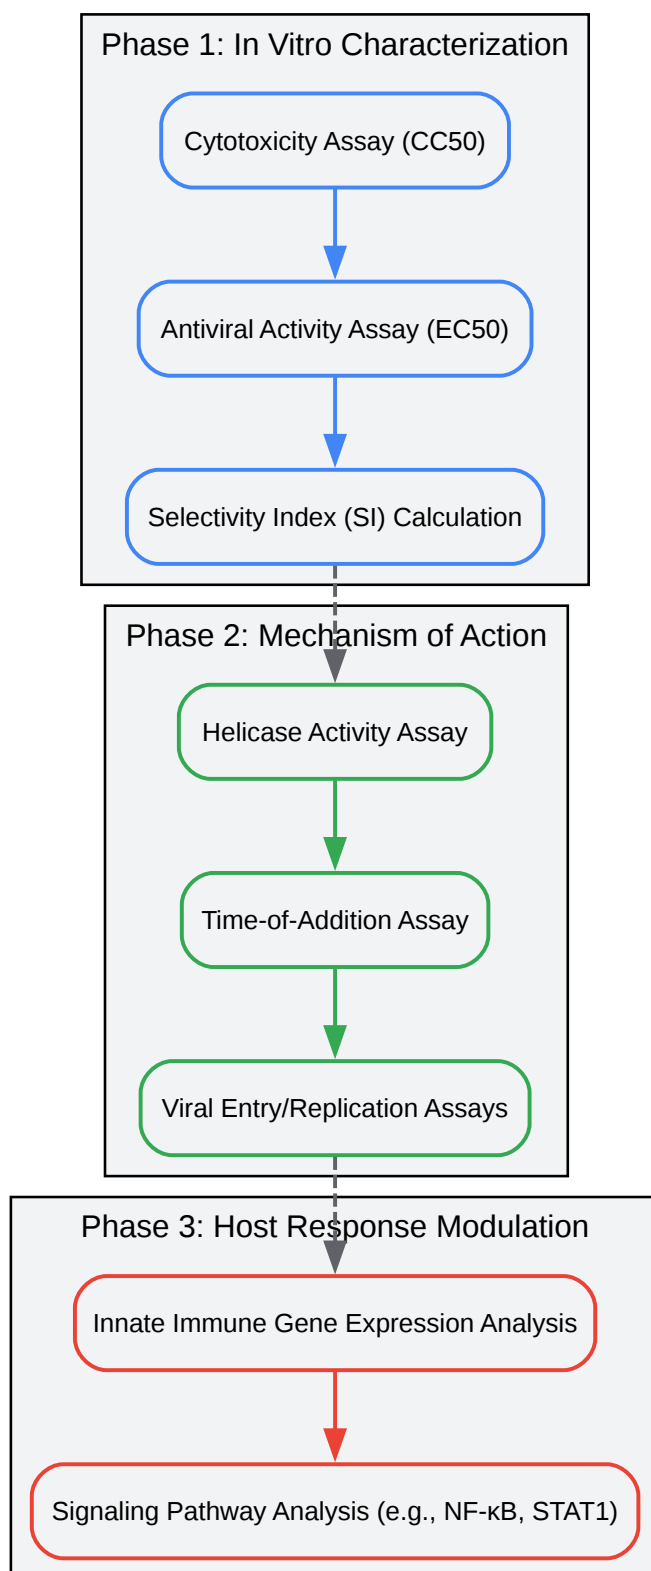 Phase 1: In Vitro Characterization
Cytotoxicity Assay (CC50)
Antiviral Activity Assay (EC50)
Selectivity Index (SI) Calculation
Phase 2: Mechanism of Action
Helicase Activity Assay
Time-of-Addition Assay
Viral Entry/Replication Assays
Phase 3: Host Response Modulation
Innate Immune Gene Expression Analysis
Signaling Pathway Analysis (e.g., NF-κB, STAT1)